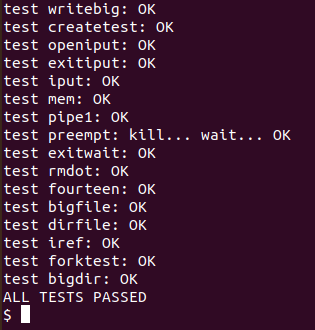 test writebig: OK
test createtest: OK
test openiput: OK
test exitiput: OK
test iput: OK
test mem: OK
test pipe1: OK
test preempt: kill... wait... OK
test exitwait: OK
test rmdot: OK
test fourteen: OK
test bigfile: OK
test dirfile: OK
test iref: OK
test forktest: OK
test bigdir: OK
ALL TESTS PASSED
$